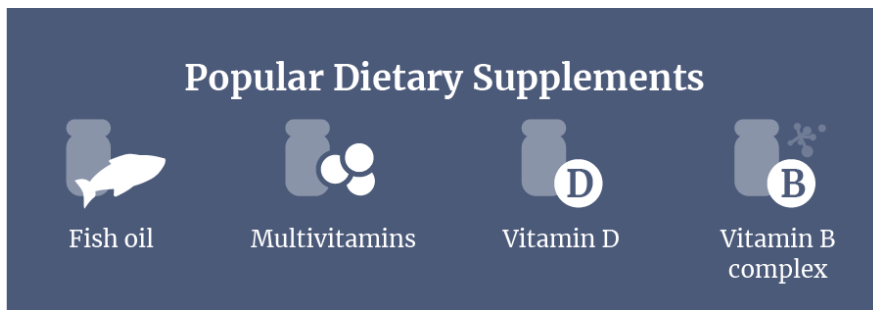 Popular Dietary Supplements
D
B
Fish oil
Multivitamins
Vitamin D
Vitamin B
complex